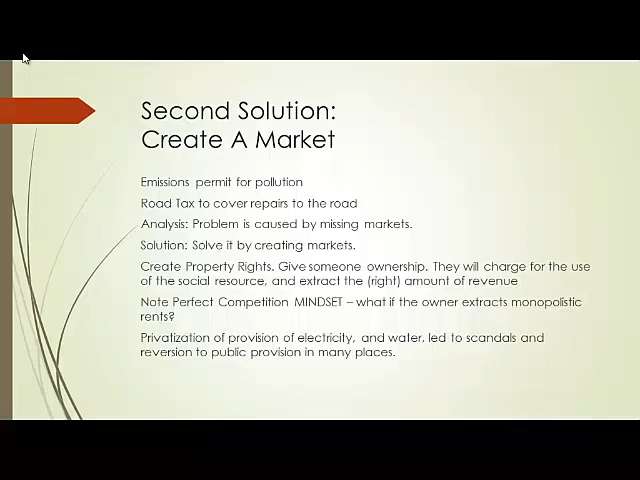 Second Solution:
Create A Market
Emissions permit for pollution
Road Tax to cover repairs to the road
Analysis: Problem is caused by missing markets.
Solution: Solve it by creating markets.
Create Property Rights. Give someone ownership. They will charge for the use
of the social resource, and extract the (right) amount of revenue
Note Perfect Competition MINDSET – what if the owner extracts monopolistic
rents?
Privatization of provision of electricity, and water, led to scandals and
reversion to public provision in many places.